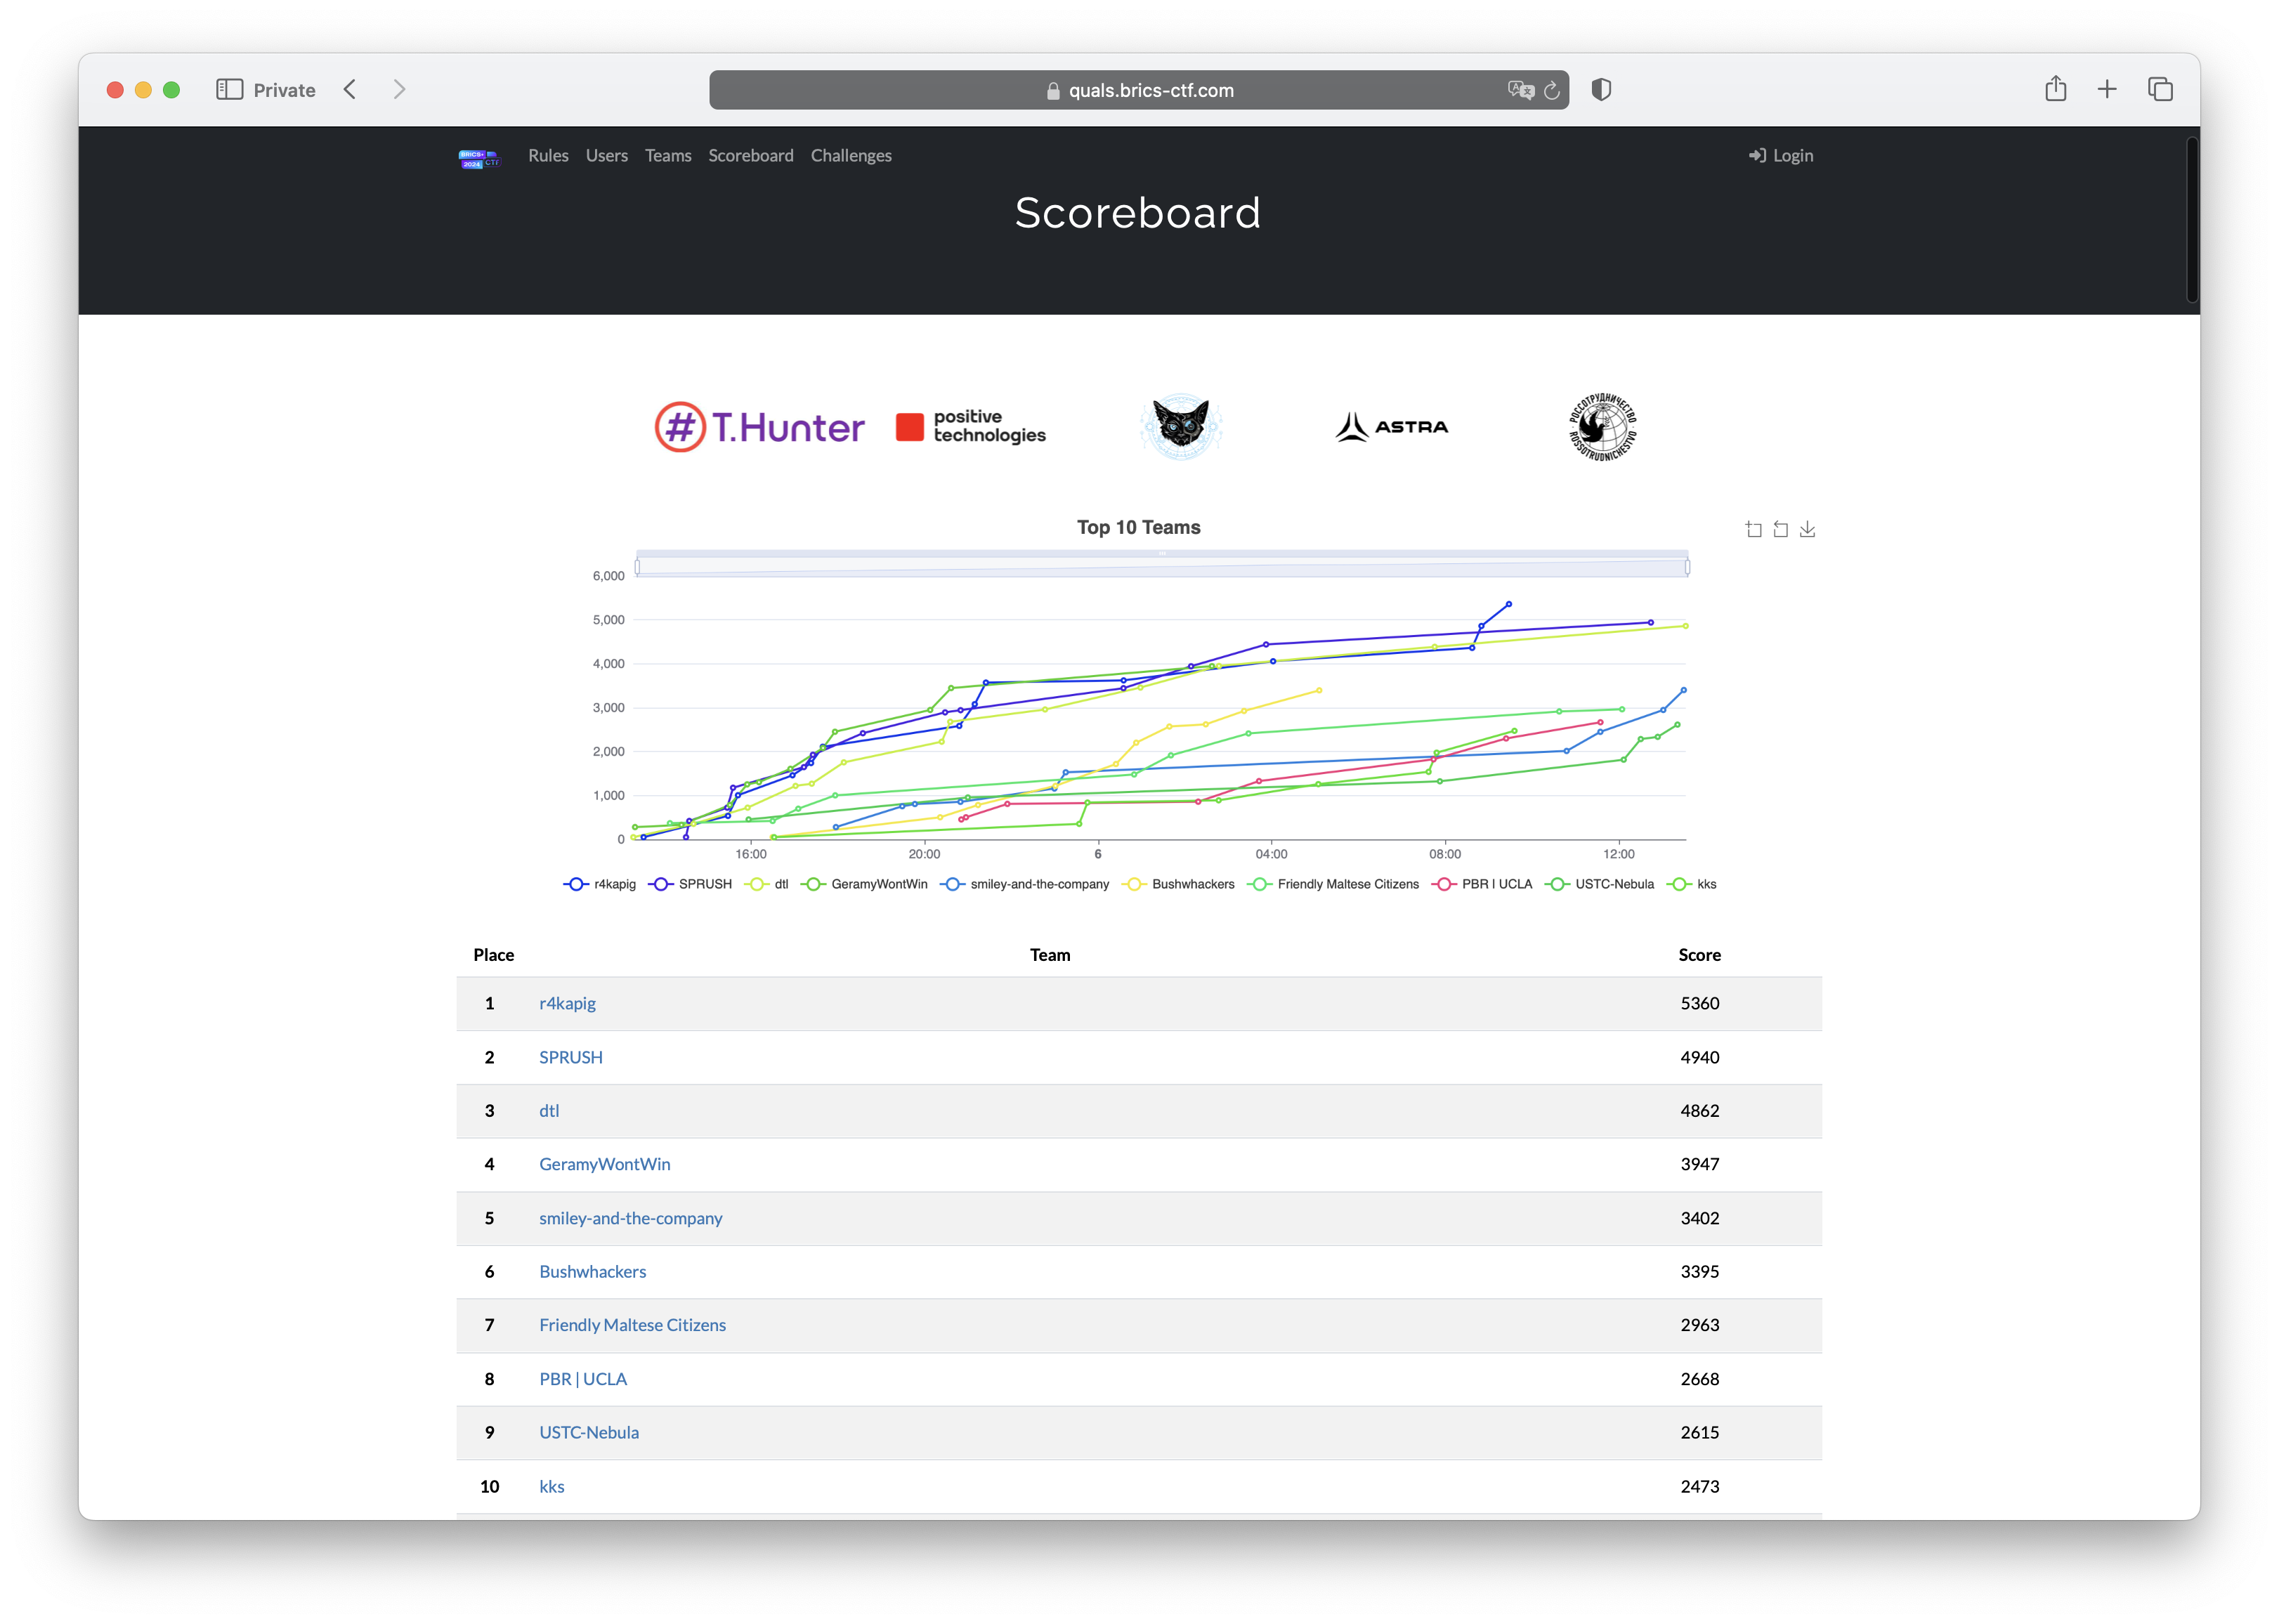 Private
quals.brics-ctf.com
BRICS+
2024 CTF
Rules Users Teams Scoreboard Challenges
Login
Scoreboard
# T.Hunter
positive
technologies
ASTRA
РОССОТРУДНИЧЕСТВО
ROSSOTRUDNICHESTVO
Top 10 Teams
6,000
5,000
4,000
3,000
2,000
1,000
0
16:00 20:00 6 04:00 08:00 12:00
r4kapig SPRUSH dtl GeramyWontWin smiley-and-the-company Bushwhackers Friendly Maltese Citizens PBR | UCLA USTC-Nebula kks
Place Team Score
1 r4kapig 5360
2 SPRUSH 4940
3 dtl 4862
4 GeramyWontWin 3947
5 smiley-and-the-company 3402
6 Bushwhackers 3395
7 Friendly Maltese Citizens 2963
8 PBR | UCLA 2668
9 USTC-Nebula 2615
10 kks 2473